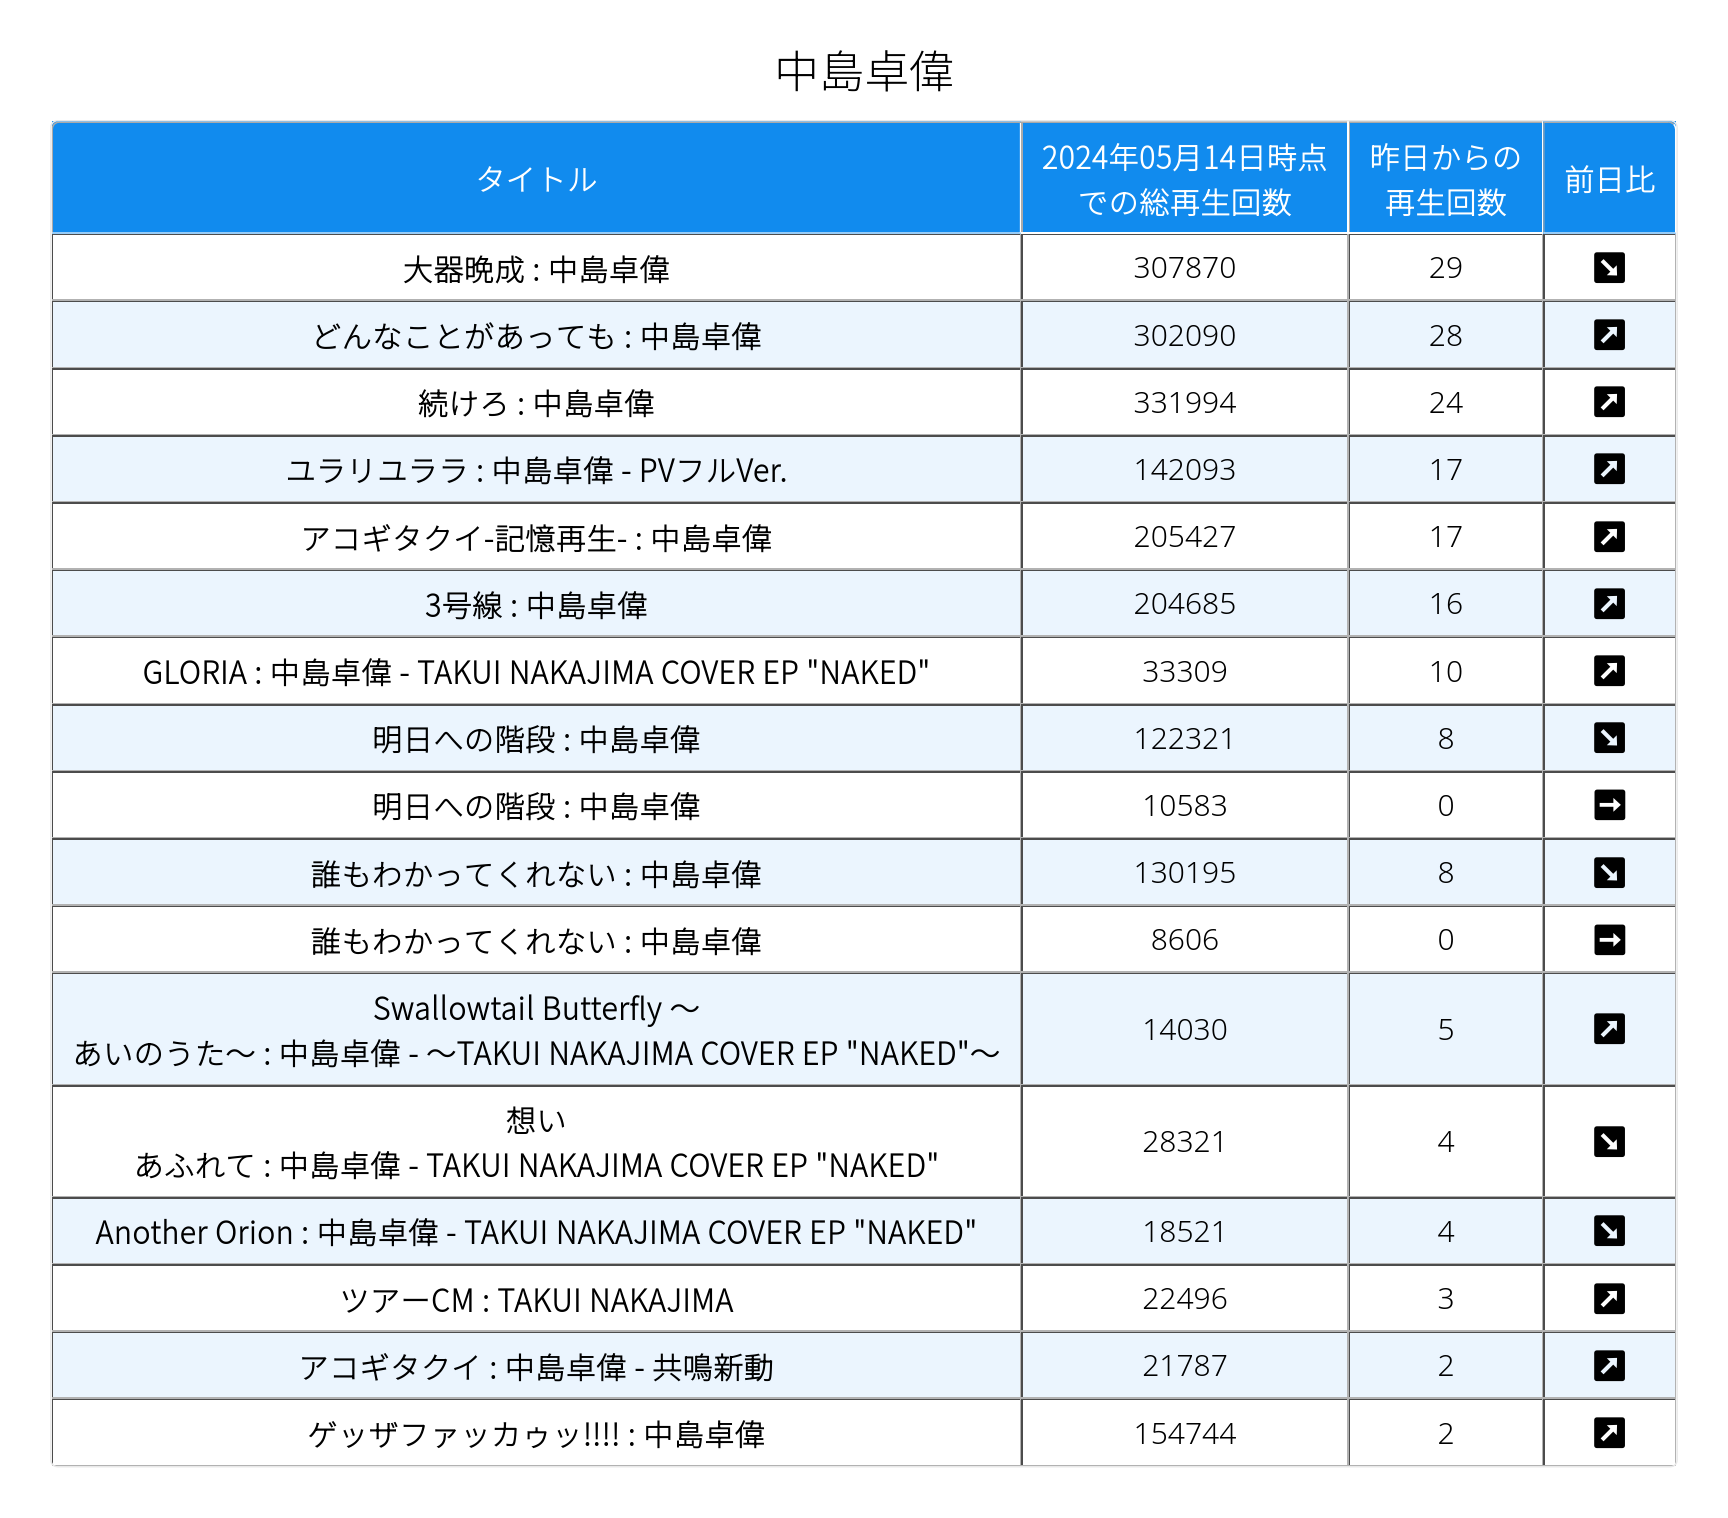 中島卓偉
タイトル
2024年05月14日時点
での総再生回数
昨日からの
再生回数
前日比
大器晩成 : 中島卓偉 307870 29 ↘
どんなことがあっても : 中島卓偉 302090 28 ↗
続けろ : 中島卓偉 331994 24 ↗
ユラリユララ : 中島卓偉 - PVフルVer. 142093 17 ↗
アコギタクイ-記憶再生- : 中島卓偉 205427 17 ↗
3号線 : 中島卓偉 204685 16 ↗
GLORIA : 中島卓偉 - TAKUI NAKAJIMA COVER EP "NAKED" 33309 10 ↗
明日への階段 : 中島卓偉 122321 8 ↘
明日への階段 : 中島卓偉 10583 0 →
誰もわかってくれない : 中島卓偉 130195 8 ↘
誰もわかってくれない : 中島卓偉 8606 0 →
Swallowtail Butterfly 〜
あいのうた〜 : 中島卓偉 - 〜TAKUI NAKAJIMA COVER EP "NAKED"〜 14030 5 ↗
想い
あふれて : 中島卓偉 - TAKUI NAKAJIMA COVER EP "NAKED" 28321 4 ↘
Another Orion : 中島卓偉 - TAKUI NAKAJIMA COVER EP "NAKED" 18521 4 ↘
ツアーCM : TAKUI NAKAJIMA 22496 3 ↗
アコギタクイ : 中島卓偉 - 共鳴新動 21787 2 ↗
ゲッザファッカゥッ!!!! : 中島卓偉 154744 2 ↗